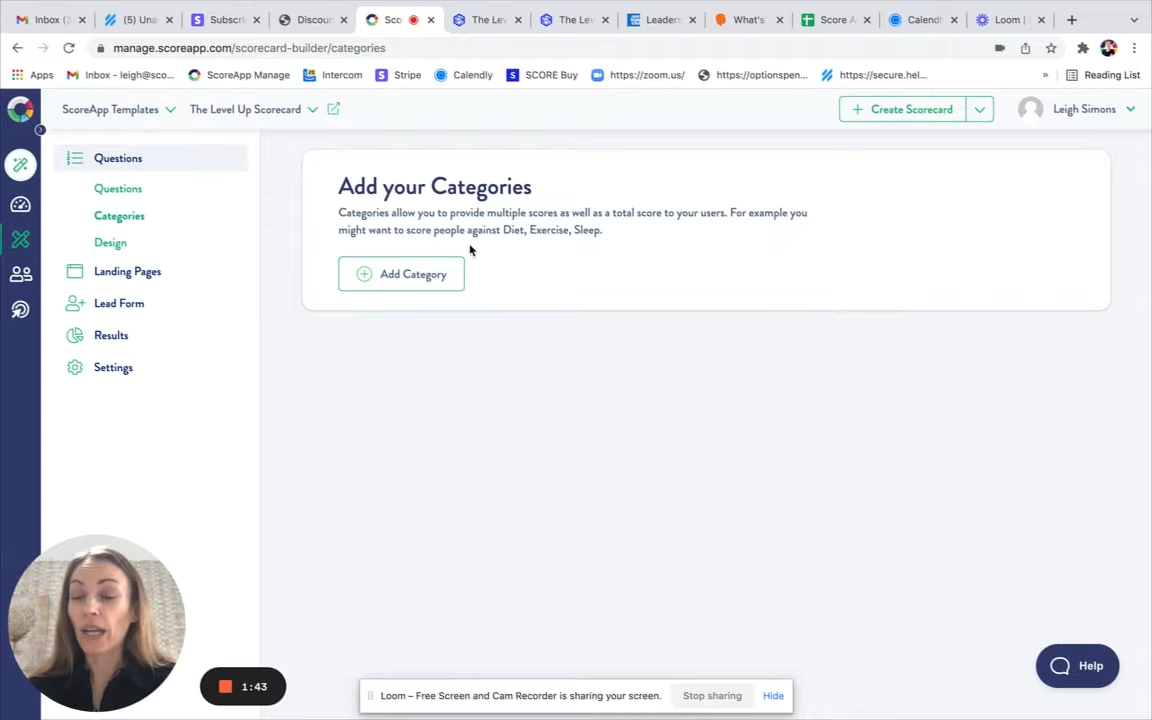 Inbox (3
(5) Una
Subscri
Discoun
Sco
The Lev
The Lev
Leaders
What's
Score A
Calend
Loom |
manage.scoreapp.com/scorecard-builder/categories
Apps
Inbox - leigh@sco...
ScoreApp Manage
Intercom
Stripe
Calendly
SCORE Buy
https://zoom.us/
https://optionspen...
https://secure.hel...
»
Reading List
ScoreApp Templates
The Level Up Scorecard
Create Scorecard
Leigh Simons
Questions
Questions
Categories
Design
Landing Pages
Lead Form
Results
Settings
Add your Categories
Categories allow you to provide multiple scores as well as a total score to your users. For example you
might want to score people against Diet, Exercise, Sleep.
Add Category
1:43
Loom – Free Screen and Cam Recorder is sharing your screen.
Stop sharing
Hide
Help